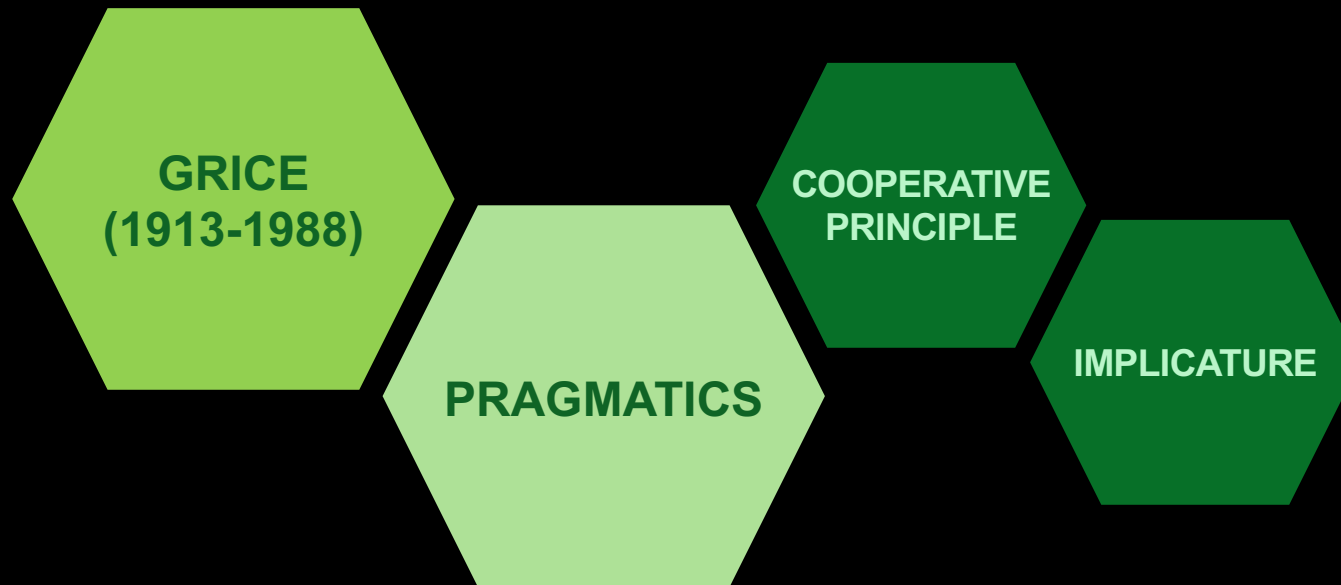 GRICE
(1913-1988)
PRAGMATICS
COOPERATIVE
PRINCIPLE
IMPLICATURE